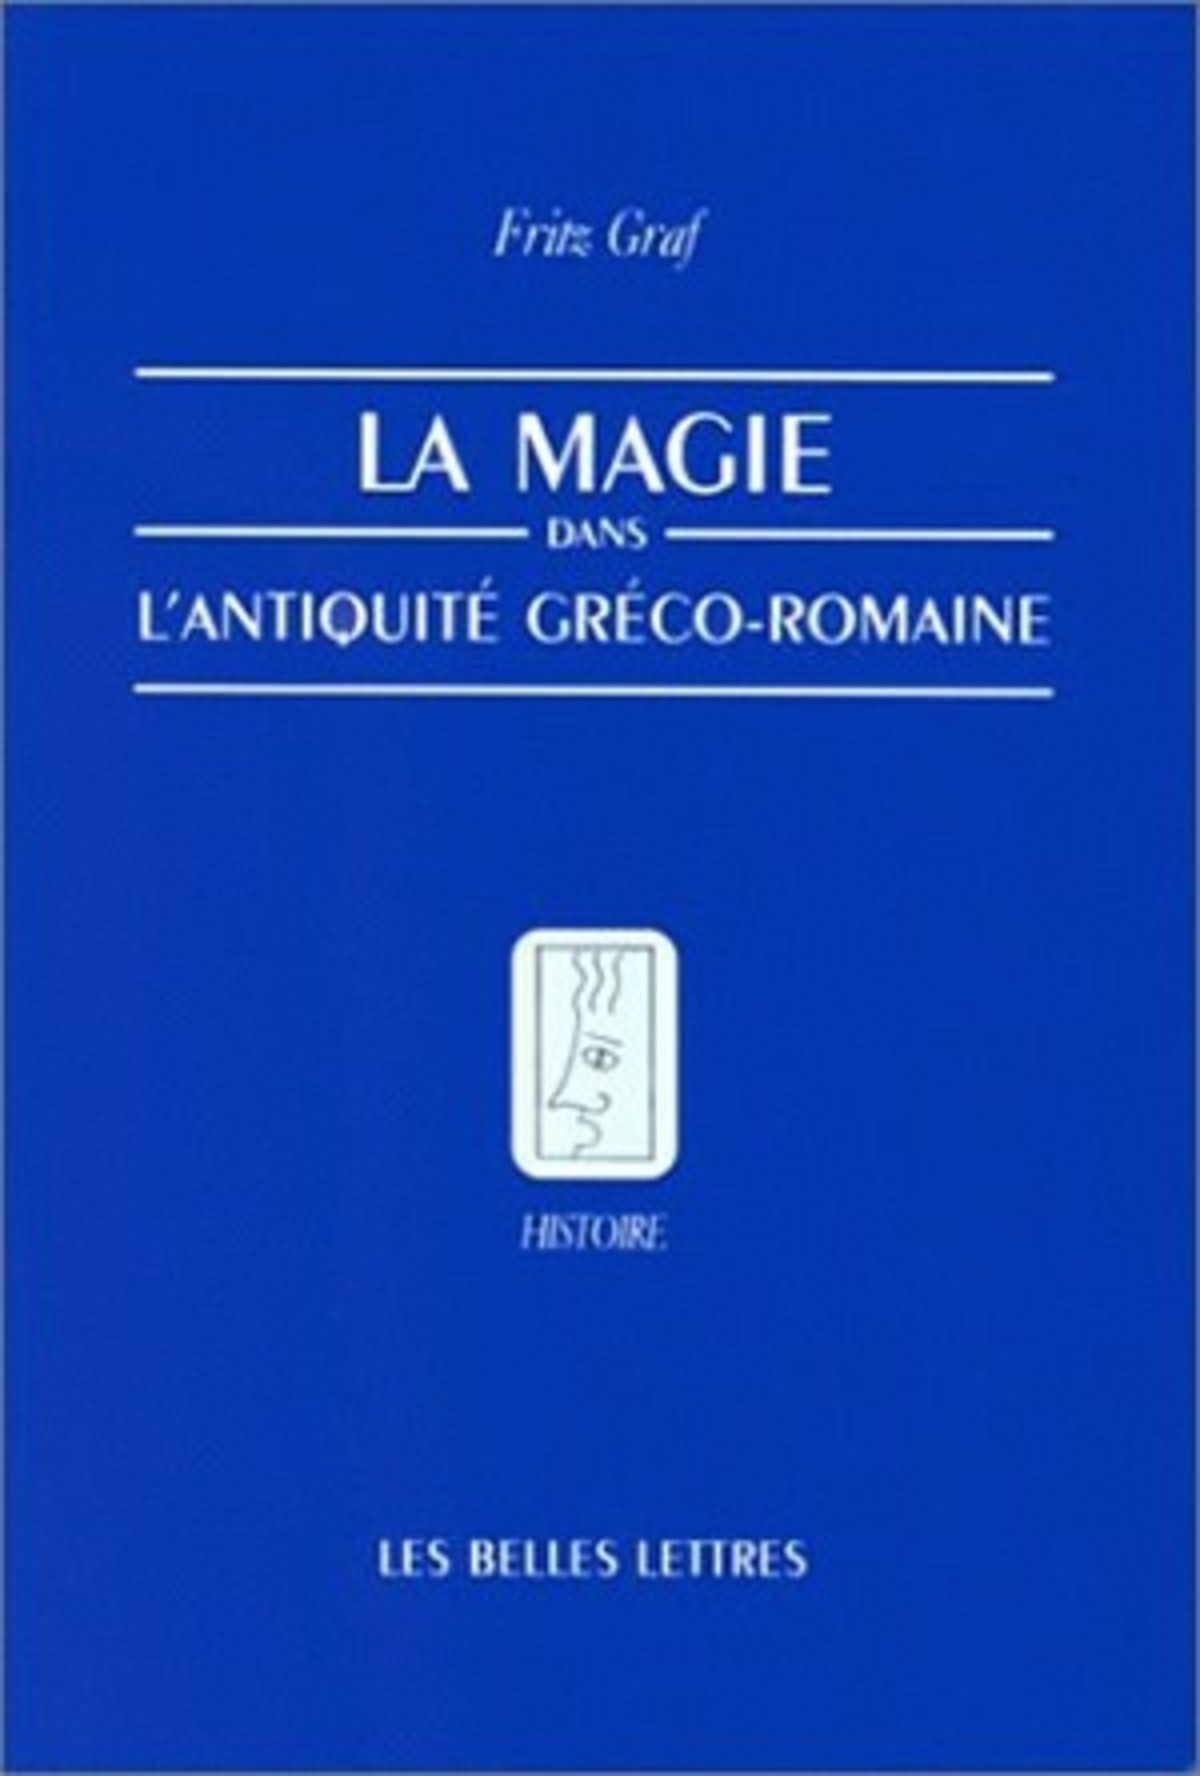 Fritz Graf
LA MAGIE
DANS
L'ANTIQUITÉ GRÉCO-ROMAINE
HISTOIRE
LES BELLES LETTRES